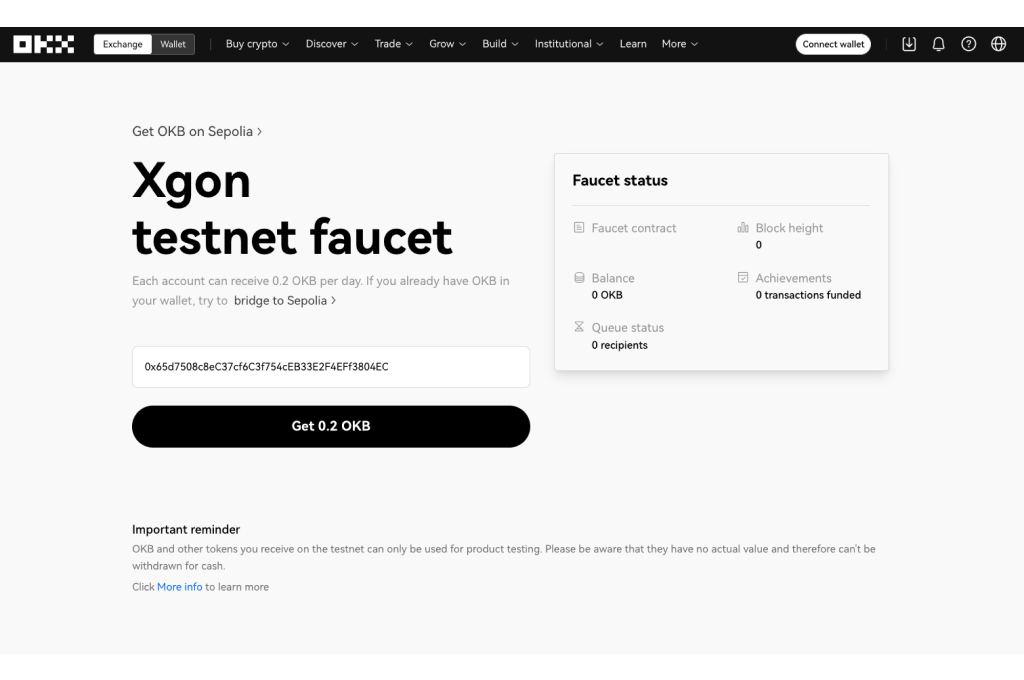 OKX
Exchange Wallet Buy crypto Discover Trade Grow Build Institutional Learn More Connect wallet
Get OKB on Sepolia >
Xgon
testnet faucet
Each account can receive 0.2 OKB per day. If you already have OKB in
your wallet, try to bridge to Sepolia >
0x65d7508c8eC37cf6C3f754cEB33E2F4EFf3804EC
Get 0.2 OKB
Faucet status
Faucet contract
Block height
0
Balance
0 OKB
Achievements
0 transactions funded
Queue status
0 recipients
Important reminder
OKB and other tokens you receive on the testnet can only be used for product testing. Please be aware that they have no actual value and therefore can't be
withdrawn for cash.
Click More info to learn more